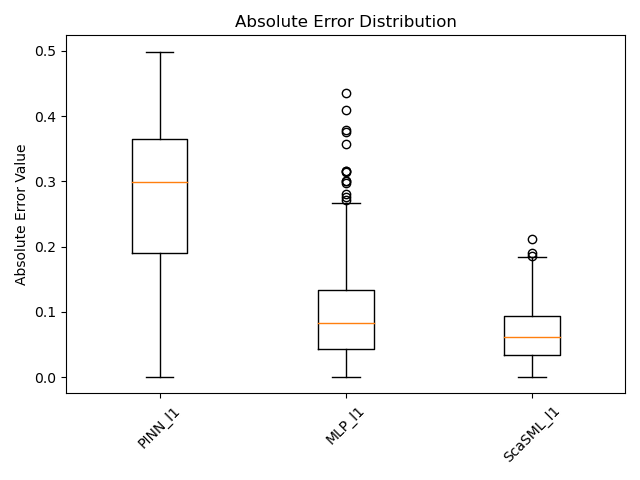 Absolute Error Distribution
Absolute Error Value
0.5
0.4
0.3
0.2
0.1
0.0
PINN_l1
MLP_l1
ScaSML_l1